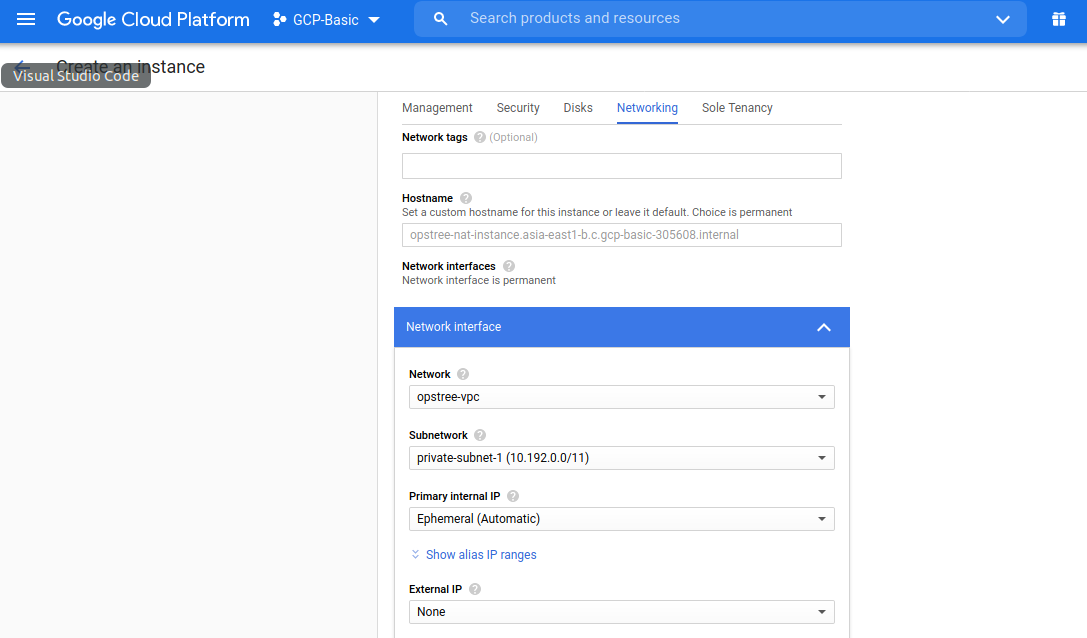 Google Cloud Platform GCP-Basic Search products and resources
Create an instance
Visual Studio Code
Management Security Disks Networking Sole Tenancy
Network tags ? (Optional)
Hostname ?
Set a custom hostname for this instance or leave it default. Choice is permanent
opstree-nat-instance.asia-east1-b.c.gcp-basic-305608.internal
Network interfaces ?
Network interface is permanent
Network interface
Network ?
opstree-vpc
Subnetwork ?
private-subnet-1 (10.192.0.0/11)
Primary internal IP ?
Ephemeral (Automatic)
Show alias IP ranges
External IP ?
None